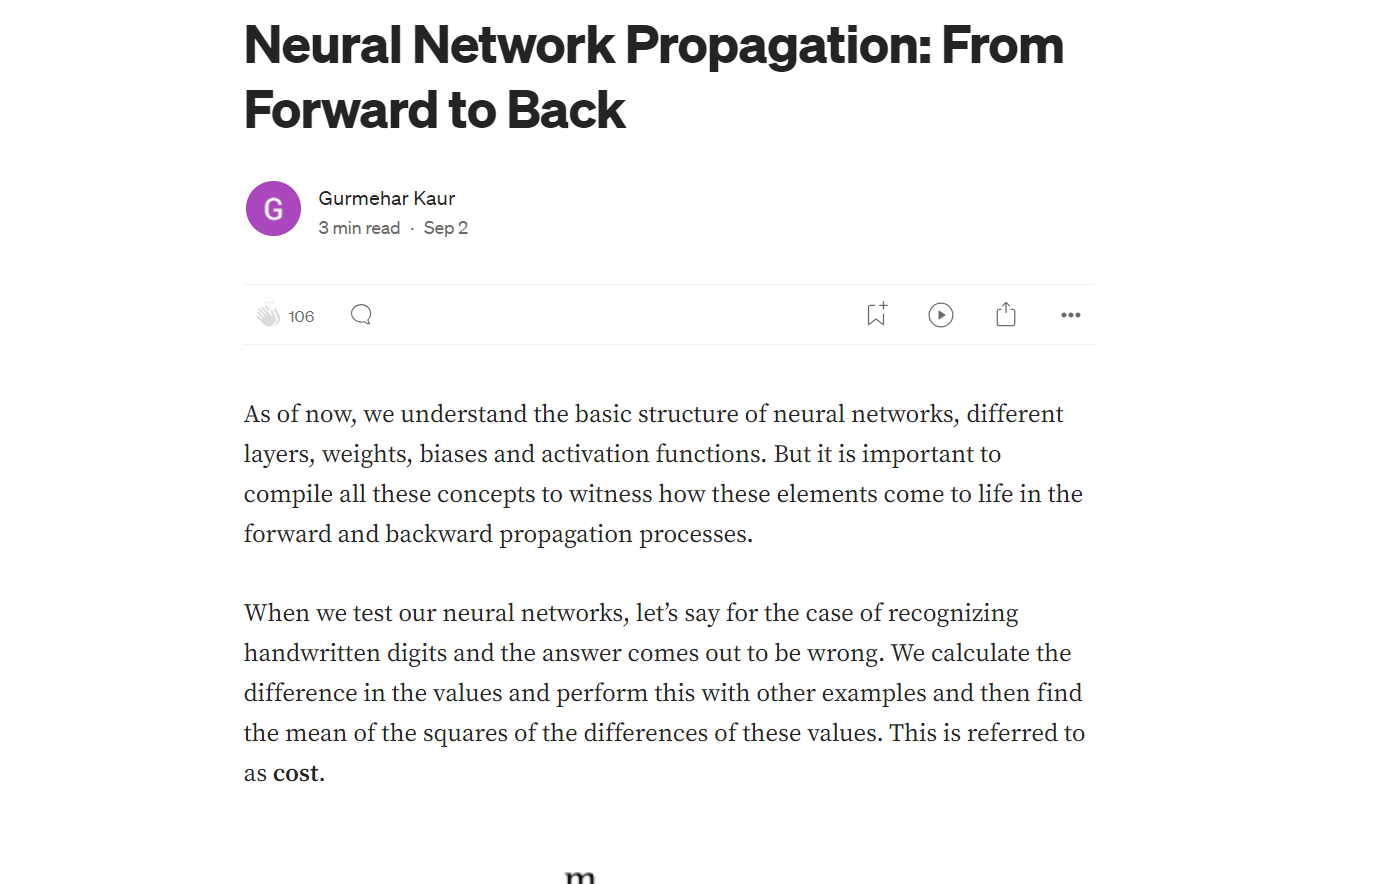 Neural Network Propagation: From
Forward to Back
G
Gurmehar Kaur
3 min read · Sep 2
106
As of now, we understand the basic structure of neural networks, different
layers, weights, biases and activation functions. But it is important to
compile all these concepts to witness how these elements come to life in the
forward and backward propagation processes.
When we test our neural networks, let’s say for the case of recognizing
handwritten digits and the answer comes out to be wrong. We calculate the
difference in the values and perform this with other examples and then find
the mean of the squares of the differences of these values. This is referred to
as cost.
m